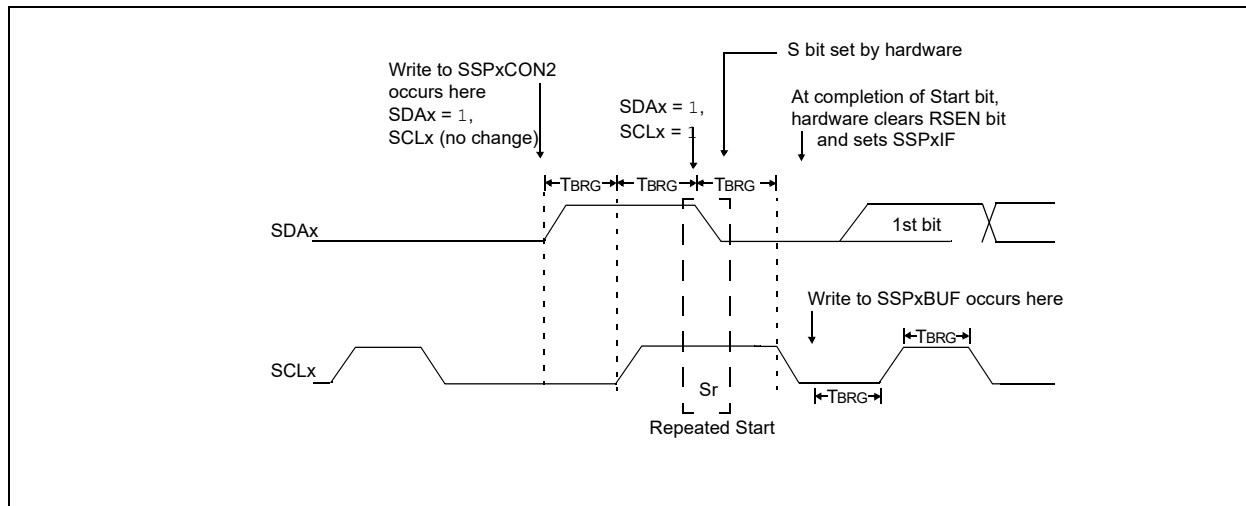 S bit set by hardware
Write to SSPxCON2
occurs here
SDAx = 1,
SCLx (no change)
SDAx = 1,
SCLx = 1
At completion of Start bit,
hardware clears RSEN bit
and sets SSPxIF
TBRG TBRG TBRG
SDAx
1st bit
Write to SSPxBUF occurs here
TBRG
SCLx
Sr
TBRG
Repeated Start